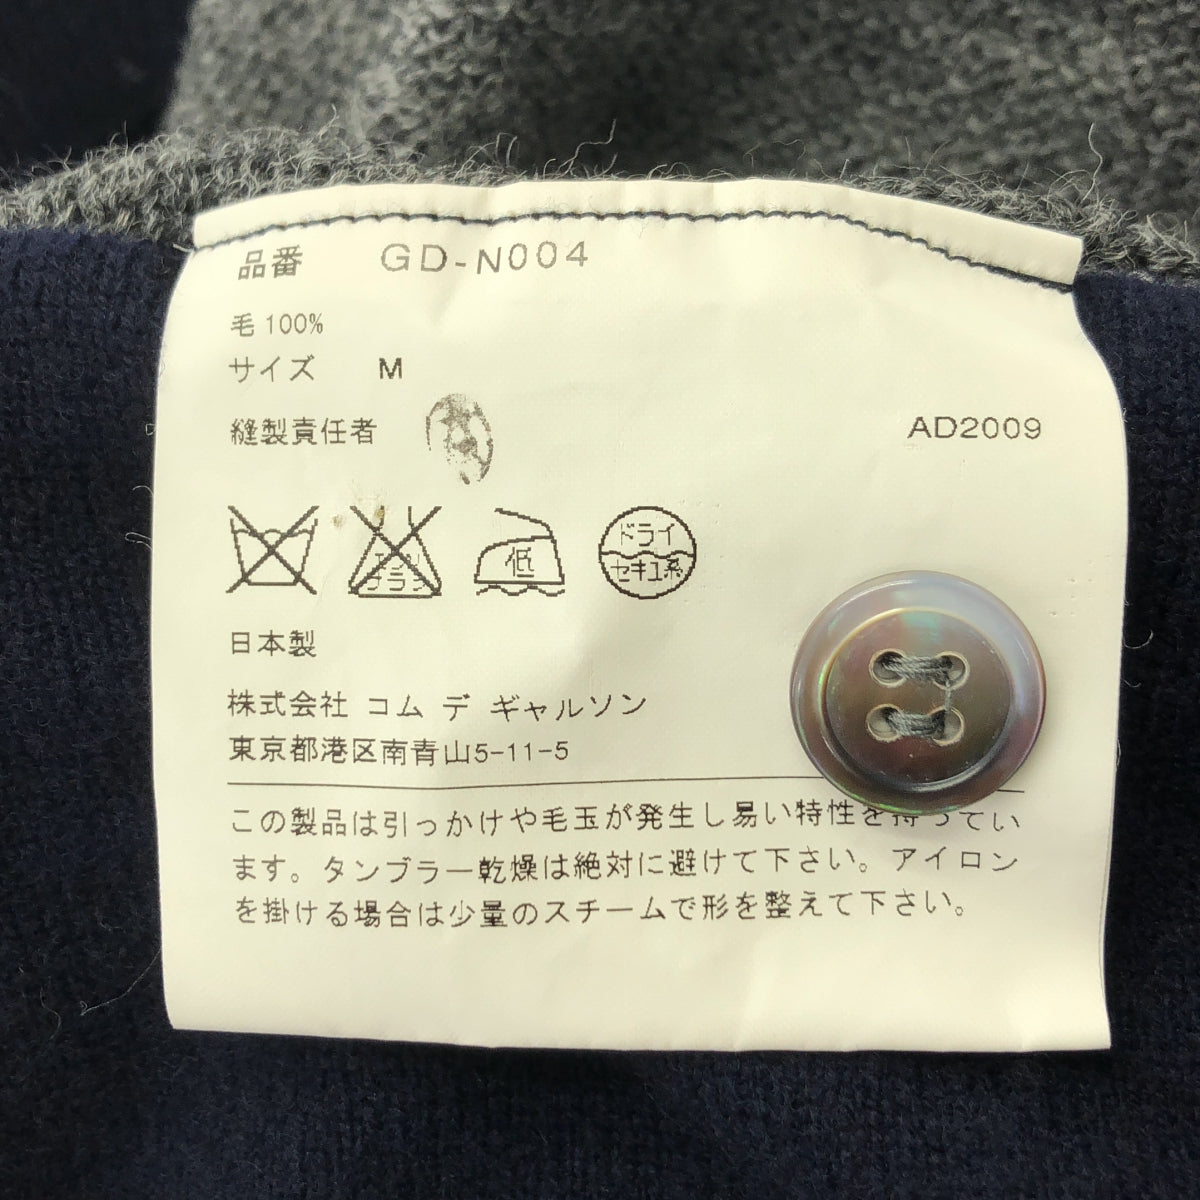 品番 GD-N004
毛 100%
サイズ M
縫製責任者
AD2009
エンソ
サラシ
低
ドライ
セキユ系
日本製
株式会社 コム デ ギャルソン
東京都港区南青山5-11-5
この製品は引っかけや毛玉が発生し易い特性を持ってい
ます。タンブラー乾燥は絶対に避けて下さい。アイロン
を掛ける場合は少量のスチームで形を整えて下さい。